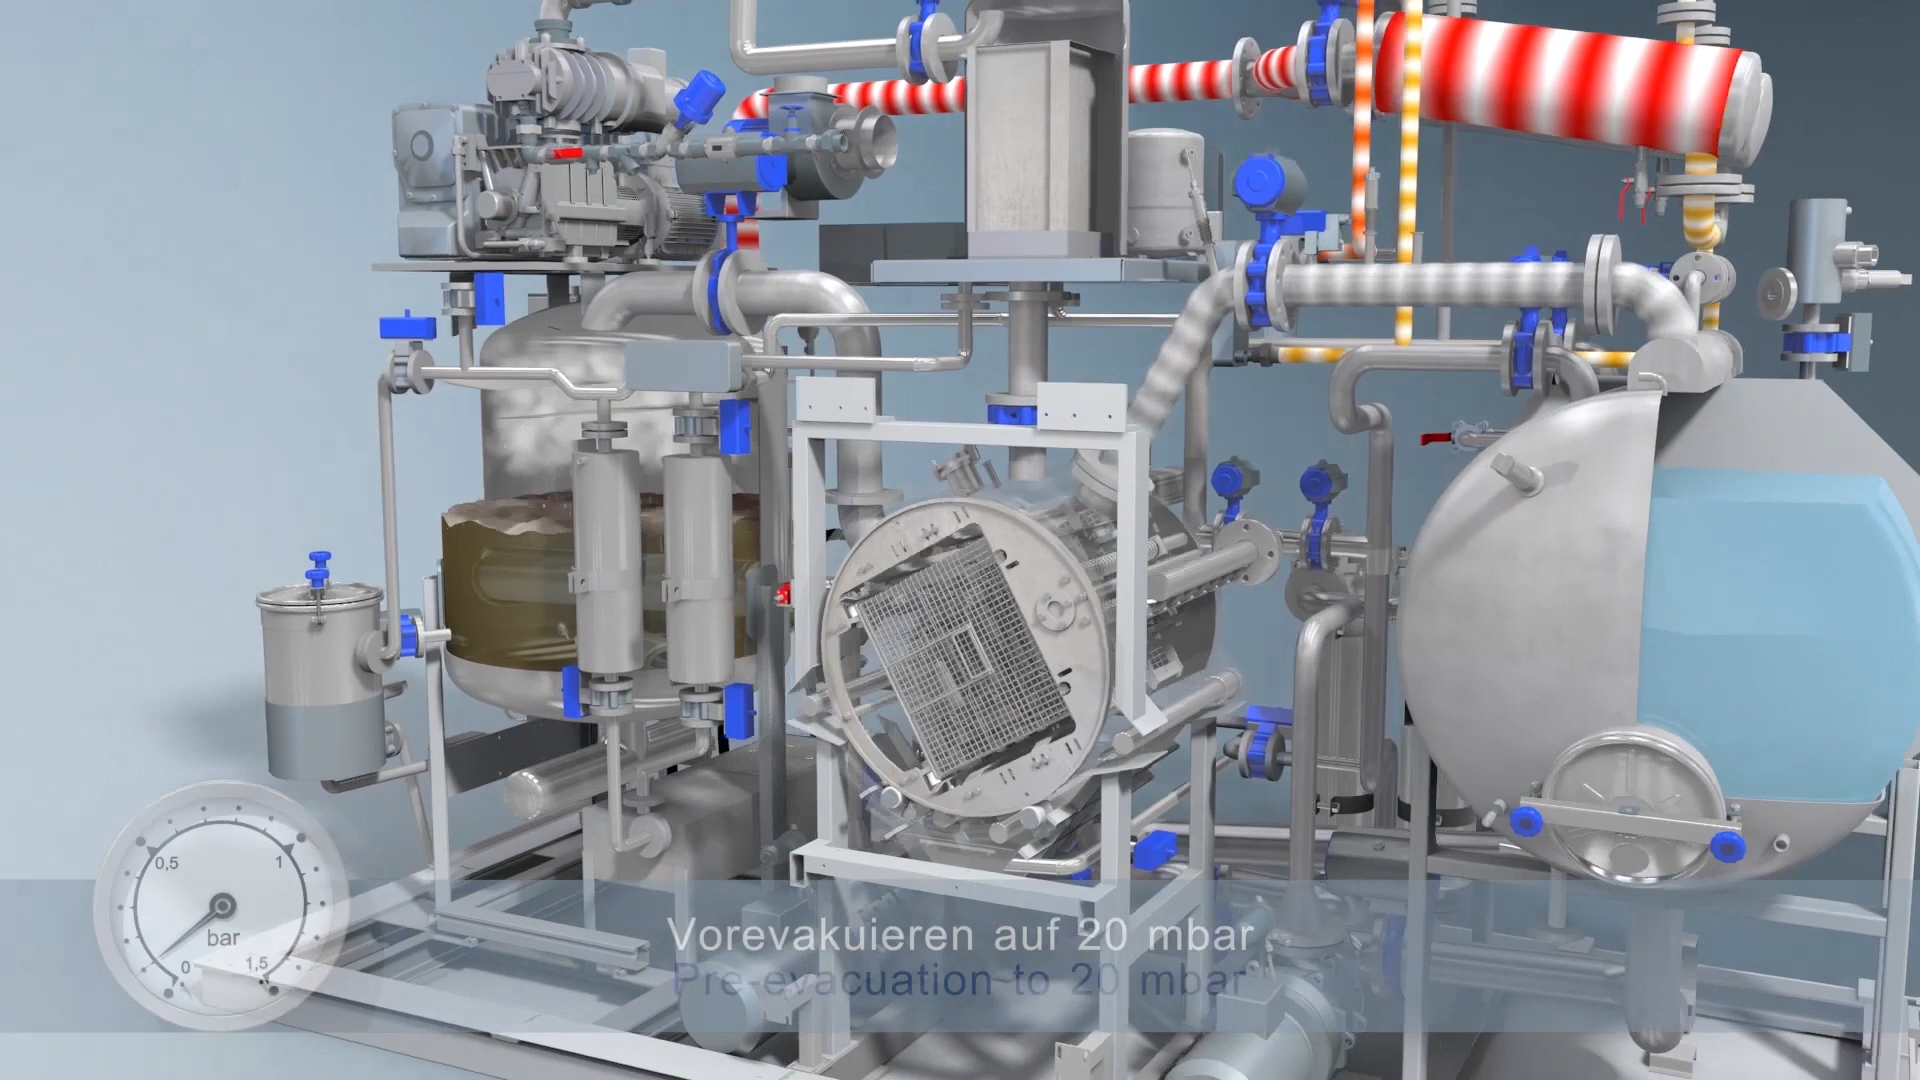 0,5
1
bar
0
1,5
Vorevakuieren auf 20 mbar
Pre-evacuation to 20 mbar